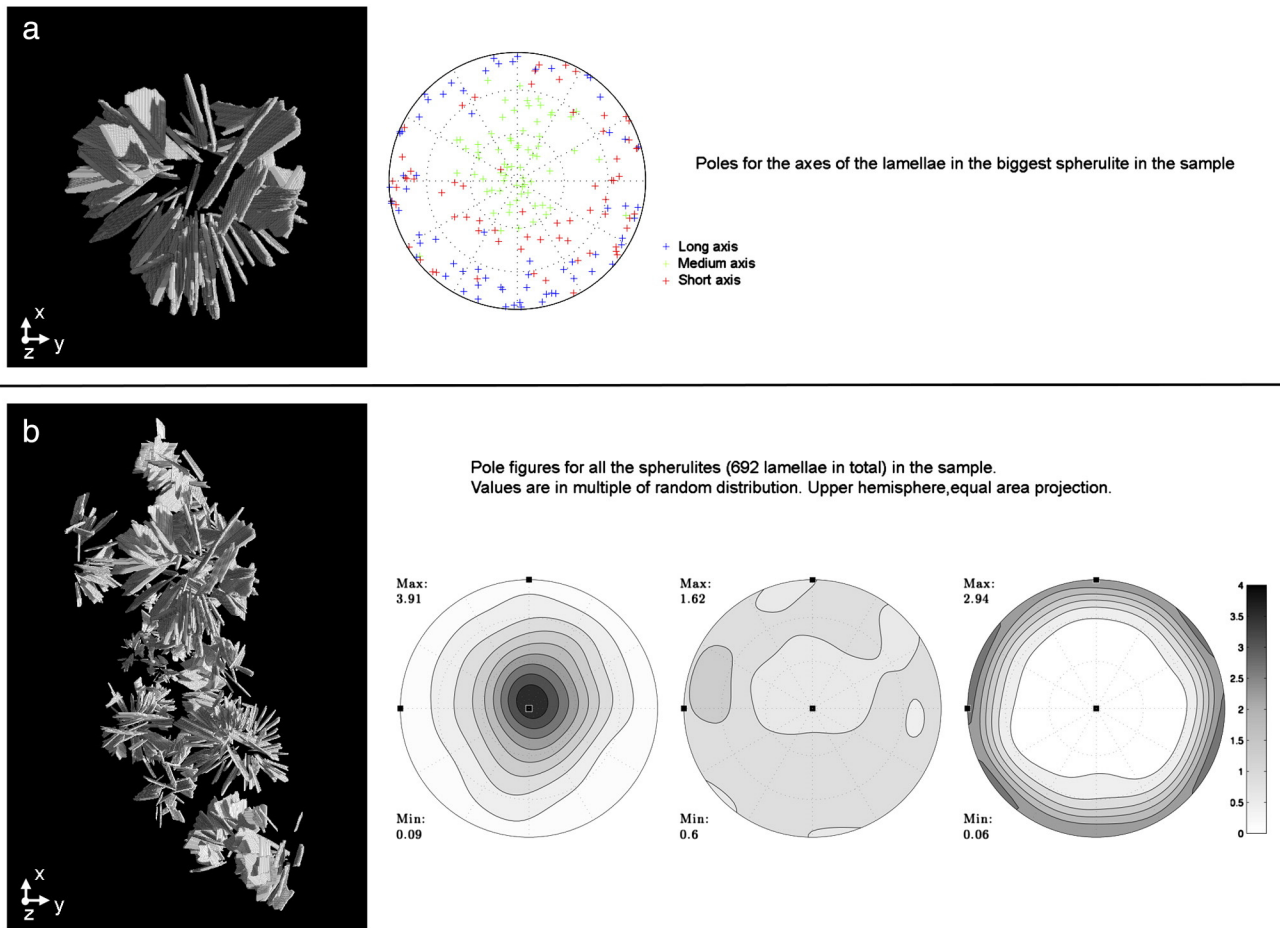 a
x
z
y
Poles for the axes of the lamellae in the biggest spherulite in the sample
Long axis
Medium axis
Short axis
b
x
z
y
Pole figures for all the spherulites (692 lamellae in total) in the sample.
Values are in multiple of random distribution. Upper hemisphere,equal area projection.
Max:
3.91
Min:
0.09
Max:
1.62
Min:
0.6
Max:
2.94
Min:
0.06
4
3.5
3
2.5
2
1.5
1
0.5
0